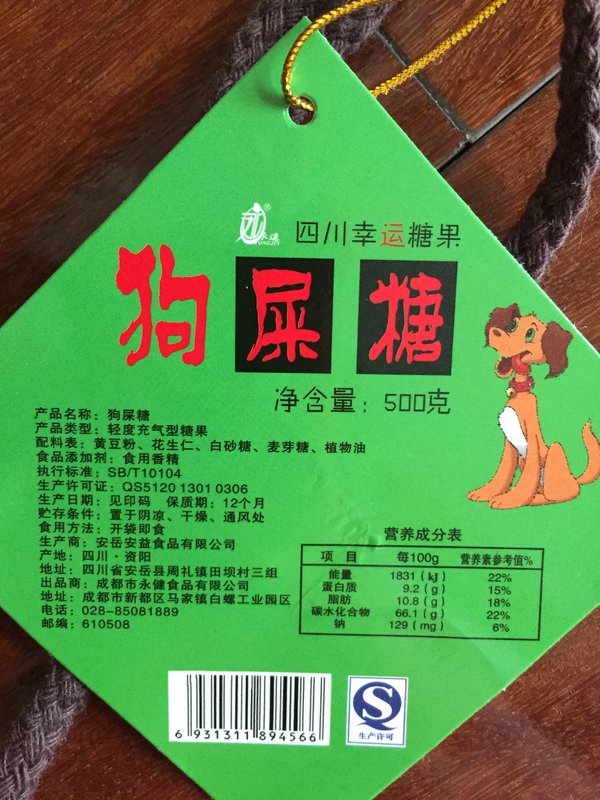 四川幸运糖果
狗屎糖
净含量：500克
产品名称：狗屎糖
产品类型：轻度充气型糖果
配料表：黄豆粉、花生仁、白砂糖、麦芽糖、植物油
食品添加剂：食用香精
执行标准：SB/T10104
生产许可证：QS5120 1301 0306
生产日期：见印码 保质期：12个月
贮存条件：置于阴凉、干燥、通风处
食用方法：开袋即食
生产商：安岳安益食品有限公司
产地：四川·资阳
地址：四川省安岳县周礼镇田坝村三组
出品商：成都市永健食品有限公司
地址：成都市新都区马家镇白螺工业园区
电话：028-85081889
邮编：610508
营养成分表
项 目 每100g 营养素参考值%
能量 1831（kj） 22%
蛋白质 9.2（g） 15%
脂肪 10.8（g） 18%
碳水化合物 66.1（g） 22%
钠 129（mg） 6%
6 931311 894566
QS
生产许可